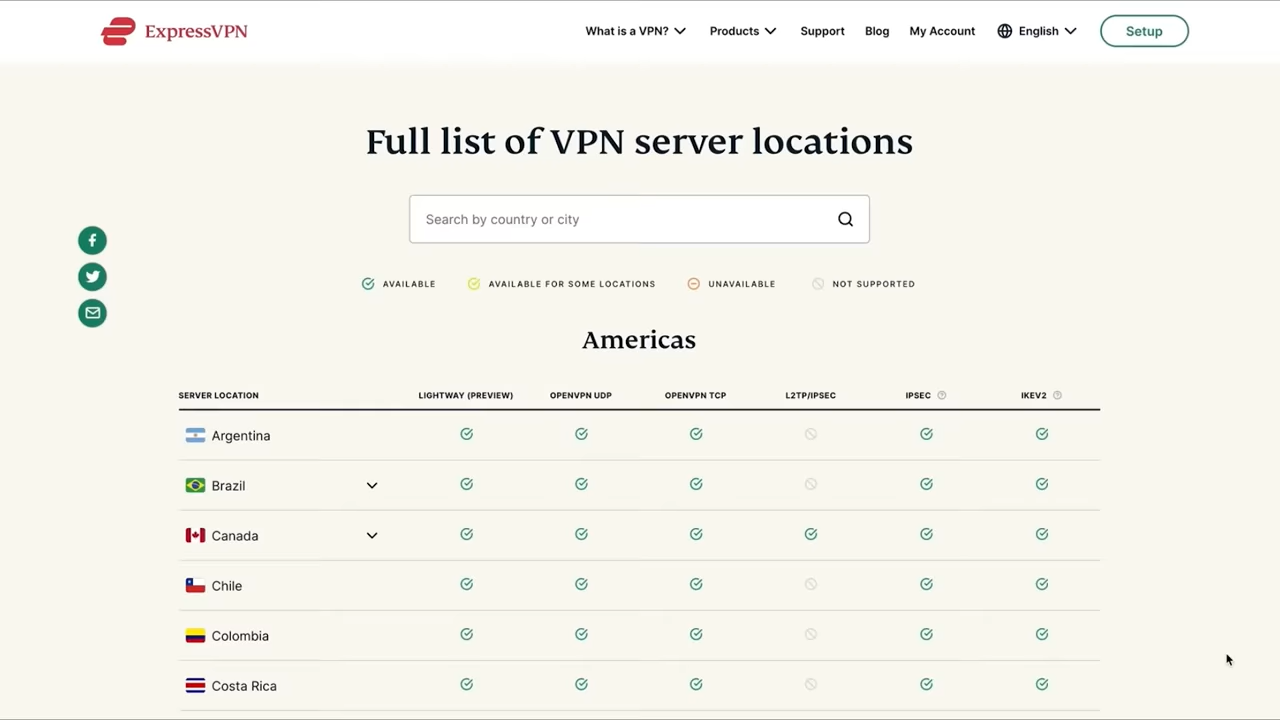 ExpressVPN
What is a VPN? Products Support Blog My Account English Setup
Full list of VPN server locations
Search by country or city
AVAILABLE AVAILABLE FOR SOME LOCATIONS UNAVAILABLE NOT SUPPORTED
Americas
SERVER LOCATION LIGHTWAY (PREVIEW) OPENVPN UDP OPENVPN TCP L2TP/IPSEC IPSEC IKEV2
Argentina
Brazil
Canada
Chile
Colombia
Costa Rica